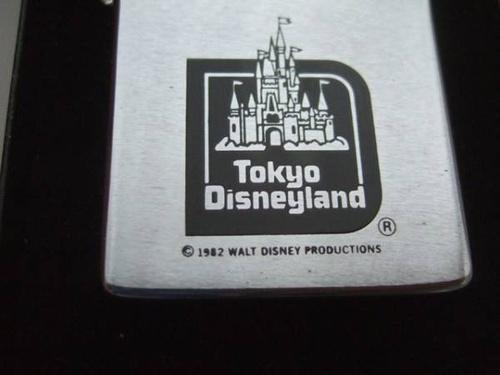 Tokyo
Disneyland
®
© 1982 WALT DISNEY PRODUCTIONS